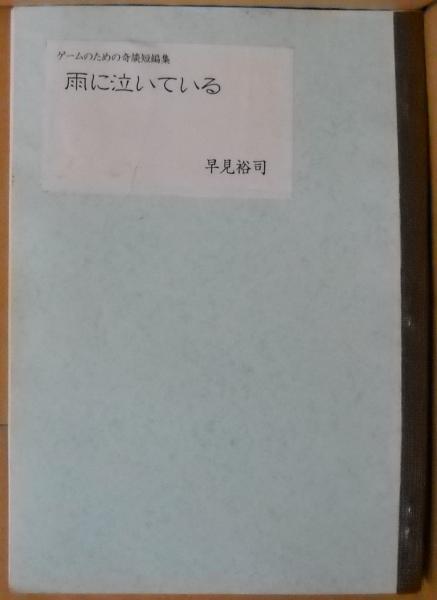 ゲームのための奇談短編集
雨に泣いている
早見裕司